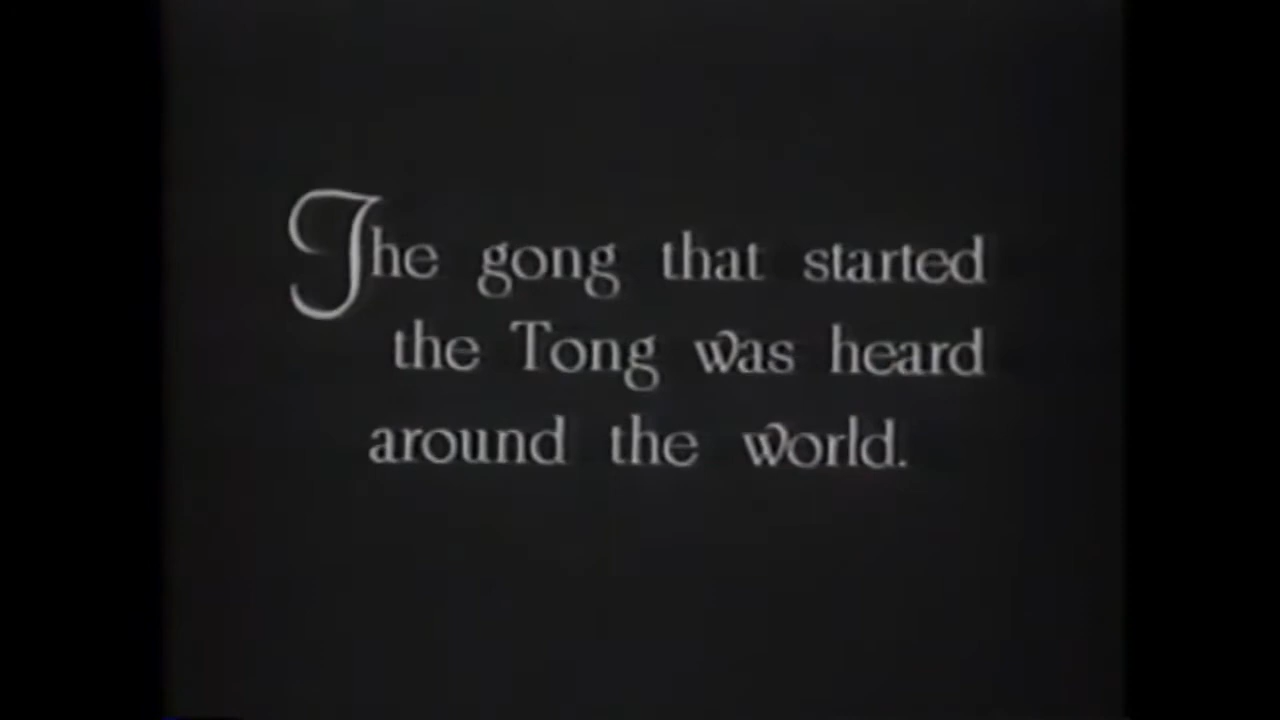 The gong that started
the Tong was heard
around the world.